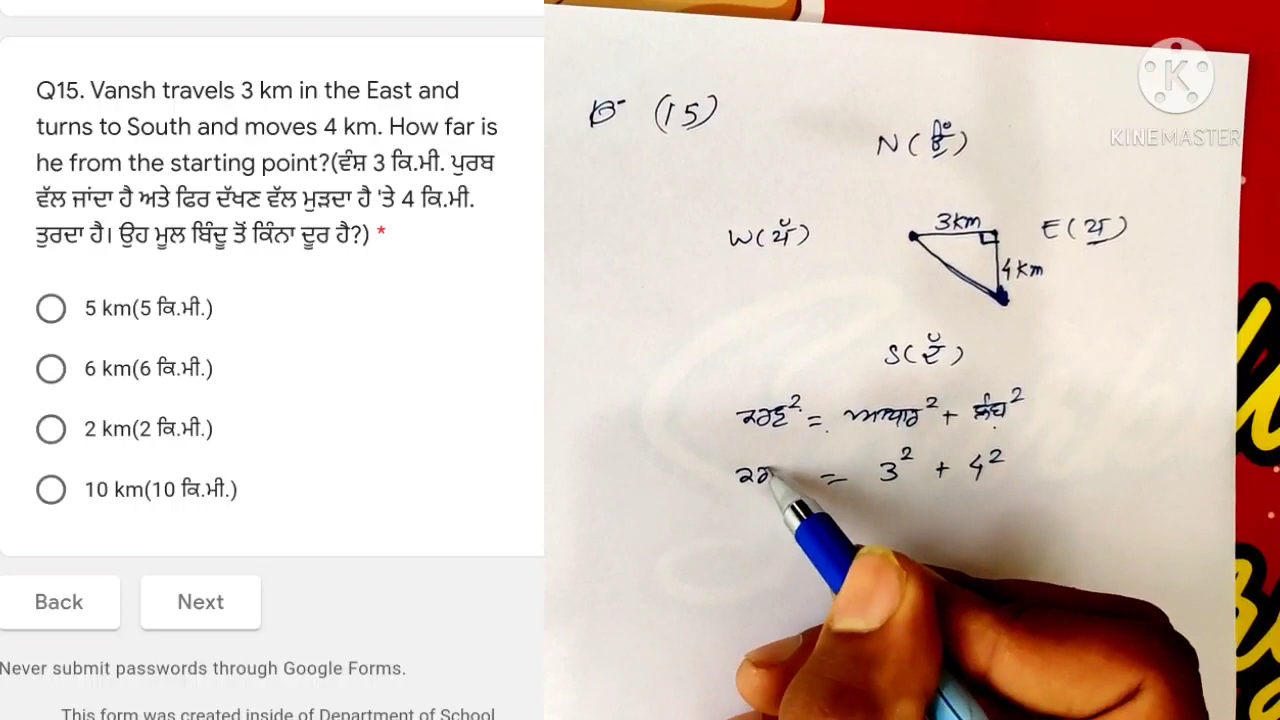 Q15. Vansh travels 3 km in the East and
turns to South and moves 4 km. How far is
he from the starting point?(ਵੰਸ਼ 3 ਕਿ.ਮੀ. ਪੂਰਬ
ਵੱਲ ਜਾਂਦਾ ਹੈ ਅਤੇ ਫਿਰ ਦੱਖਣ ਵੱਲ ਮੁੜਦਾ ਹੈ 'ਤੇ 4 ਕਿ.ਮੀ.
ਤੁਰਦਾ ਹੈ। ਉਹ ਮੂਲ ਬਿੰਦੂ ਤੋਂ ਕਿੰਨਾ ਦੂਰ ਹੈ?) *
5 km(5 ਕਿ.ਮੀ.)
6 km(6 ਕਿ.ਮੀ.)
2 km(2 ਕਿ.ਮੀ.)
10 km(10 ਕਿ.ਮੀ.)
Back Next
Never submit passwords through Google Forms.
This form was created inside of Department of School
K
KINEMASTER
(15)
N (ਉ)
W (ਪੱ) 3km E (ਪੂ)
4 km
S (ਦੱ)
ਕਰਣ² = ਆਧਾਰ² + ਲੰਬ²
ਕਰ = 3² + 4²